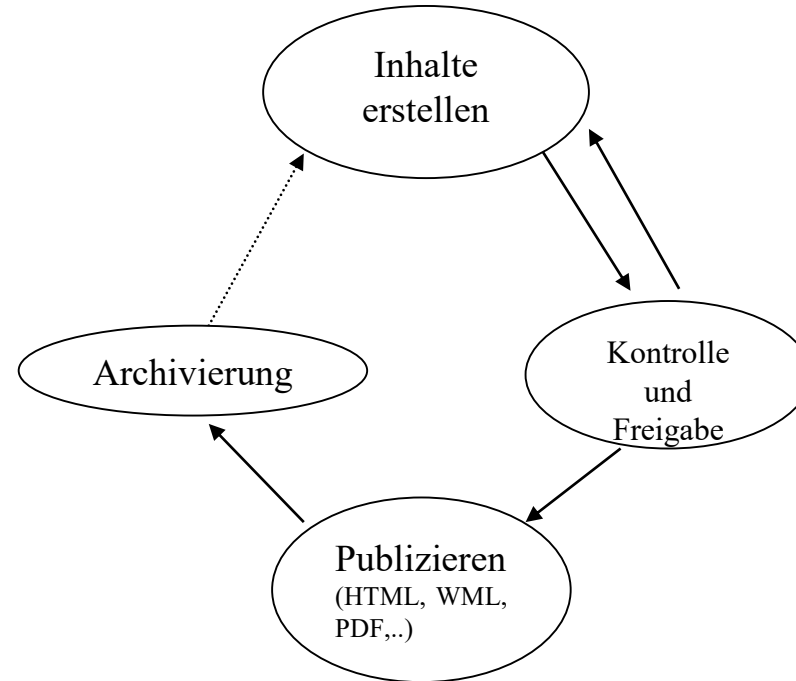 Inhalte
erstellen
Kontrolle
und
Freigabe
Archivierung
Publizieren
(HTML, WML,
PDF,..)